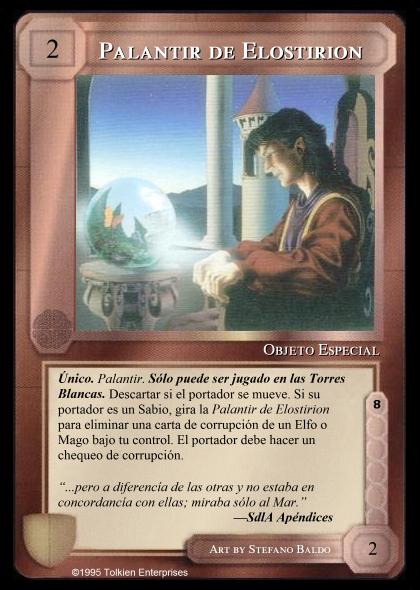 2
PALANTIR DE ELOSTIRION
OBJETO ESPECIAL
Único. Palantir. Sólo puede ser jugado en las Torres
Blancas. Descartar si el portador se mueve. Si su
portador es un Sabio, gira la Palantir de Elostirion
para eliminar una carta de corrupción de un Elfo o
Mago bajo tu control. El portador debe hacer un
chequeo de corrupción.
8
"...pero a diferencía de las otras y no estaba en
concordancía con ellas; miraba sólo al Mar."
—SdlA Apéndices
ART BY STEFANO BALDO
2
©1995 Tolkien Enterprises